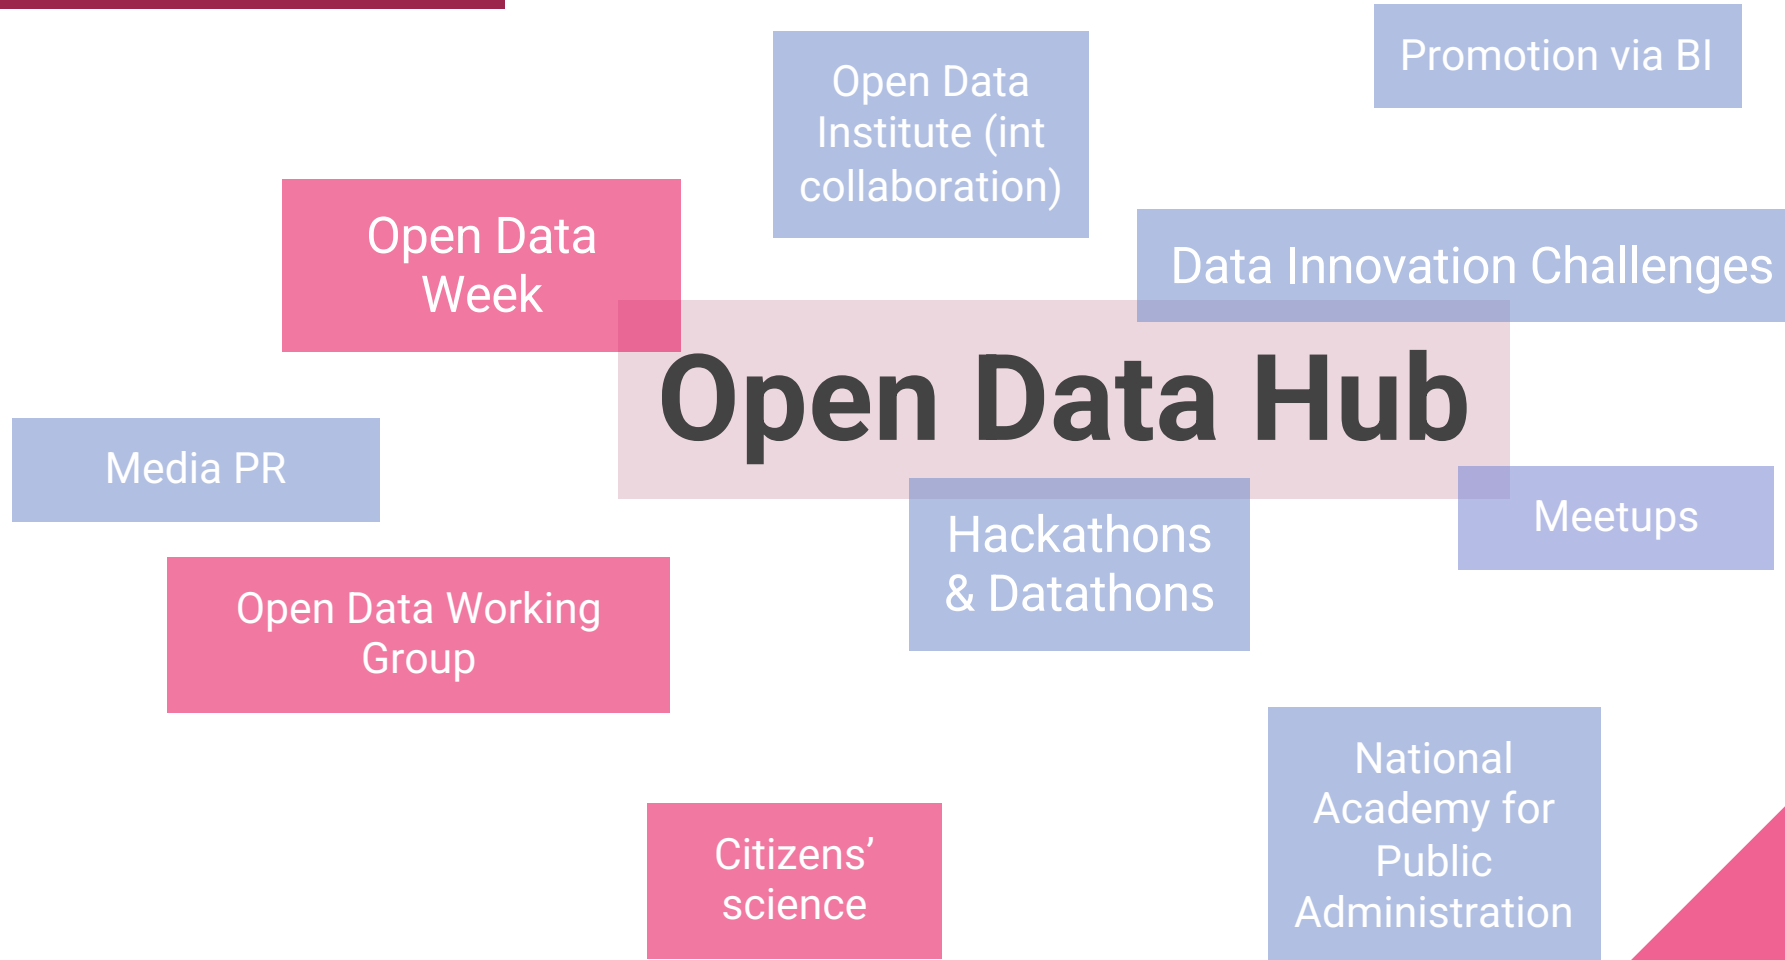 Promotion via BI
Open Data
Institute (int
collaboration)
Open Data
Week
Data Innovation Challenges
Open Data Hub
Media PR
Meetups
Hackathons
& Datathons
Open Data Working
Group
National
Academy for
Public
Administration
Citizens’
science